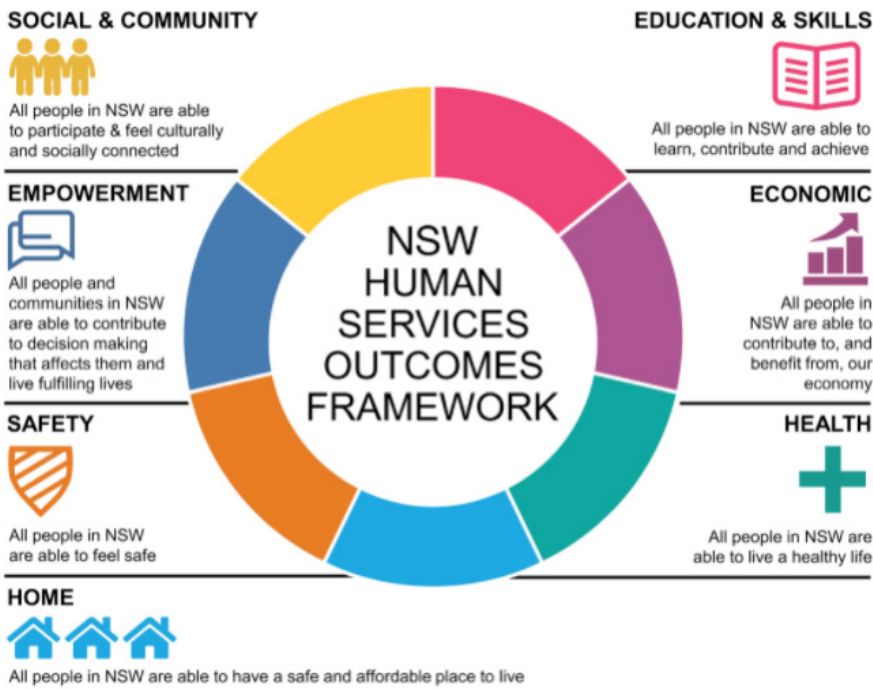 SOCIAL & COMMUNITY
All people in NSW are able
to participate & feel culturally
and socially connected
EDUCATION & SKILLS
All people in NSW are able to
learn, contribute and achieve
EMPOWERMENT
All people and
communities in NSW
are able to contribute
to decision making
that affects them and
live fulfilling lives
NSW
HUMAN
SERVICES
OUTCOMES
FRAMEWORK
ECONOMIC
All people in
NSW are able to
contribute to, and
benefit from, our
economy
SAFETY
All people in NSW
are able to feel safe
HEALTH
All people in NSW are
able to live a healthy life
HOME
All people in NSW are able to have a safe and affordable place to live